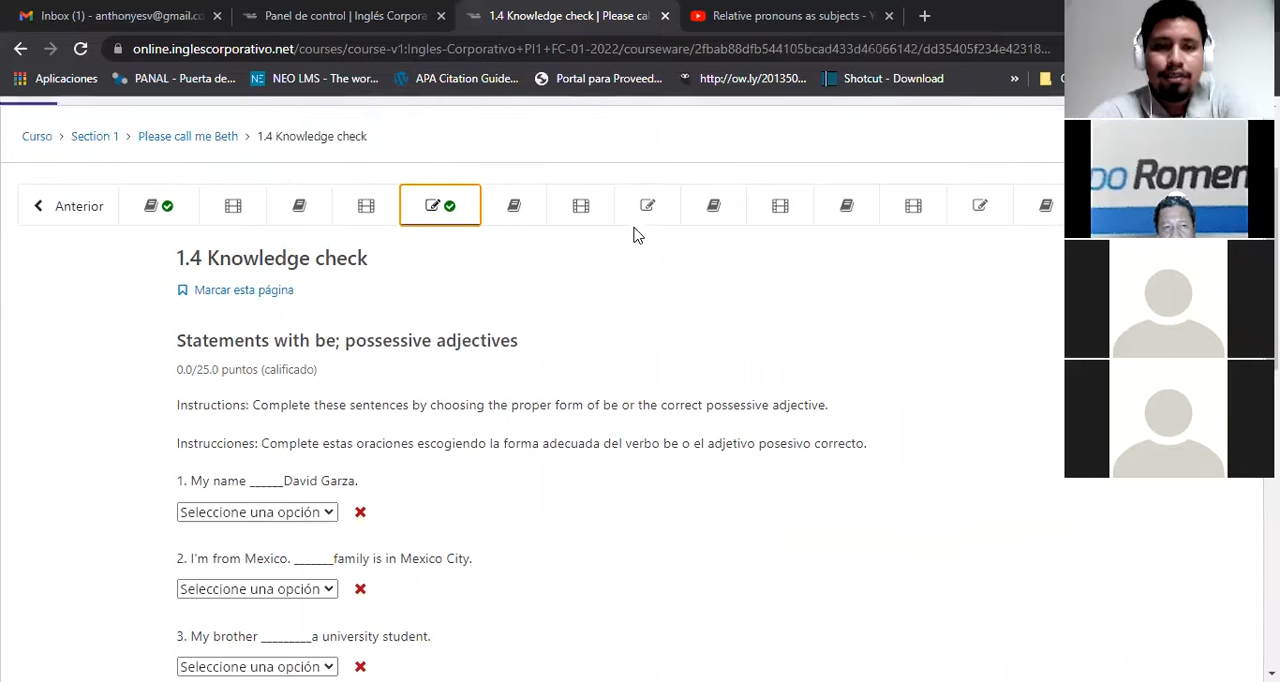 Inbox (1) - anthonyesv@gmail.co
Panel de control | Inglés Corpora
1.4 Knowledge check | Please cal
Relative pronouns as subjects - Y
online.inglescorporativo.net/courses/course-v1:Ingles-Corporativo+PI1+FC-01-2022/courseware/2fbab88dfb544105bcad433d46066142/dd35405f234e42318...
Aplicaciones
PANAL - Puerta de...
NEO LMS - The wor...
APA Citation Guide...
Portal para Proveed...
http://ow.ly/201350...
Shotcut - Download
»
Curso > Section 1 > Please call me Beth > 1.4 Knowledge check
Anterior
1.4 Knowledge check
Marcar esta página
Statements with be; possessive adjectives
0.0/25.0 puntos (calificado)
Instructions: Complete these sentences by choosing the proper form of be or the correct possessive adjective.
Instrucciones: Complete estas oraciones escogiendo la forma adecuada del verbo be o el adjetivo posesivo correcto.
1. My name ______David Garza.
Seleccione una opción
2. I'm from Mexico. _______family is in Mexico City.
Seleccione una opción
3. My brother _________a university student.
Seleccione una opción
po Romen